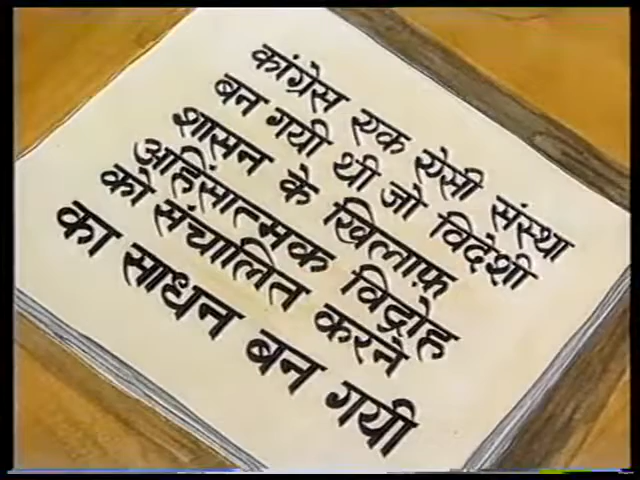 कांग्रेस एक ऐसी संस्था
बन गयी थी जो विदेशी
शासन के खिलाफ़
अहिंसात्मक विद्रोह
को संचालित करने
का साधन बन गयी